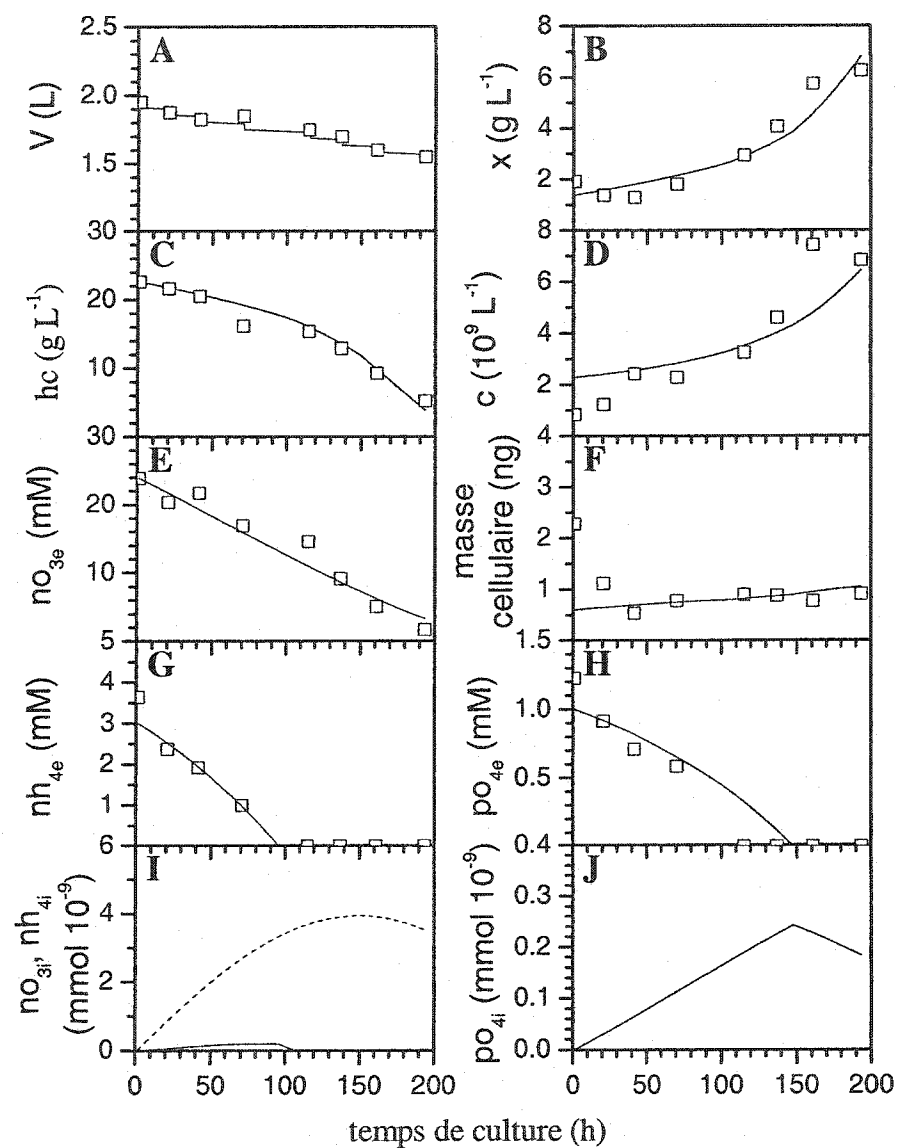 2.5
A
2.0
V (L)
1.5
30
8
B
6
x (g L-1)
4
2
8
C
20
hc (g L-1)
10
30
D
6
c (10^9 L-1)
4
2
4
E
20
no3e (mM)
10
5
F
3
masse
cellulaire (ng)
2
1
1.5
G
4
nh4e (mM)
3
2
1
6
H
1.0
po4e (mM)
0.5
0.4
I
4
no3i, nh4i
(mmol 10-9)
2
0
0 50 100 150 200
J
0.3
po4i (mmol 10-9)
0.2
0.1
0.0
0 50 100 150 200
temps de culture (h)